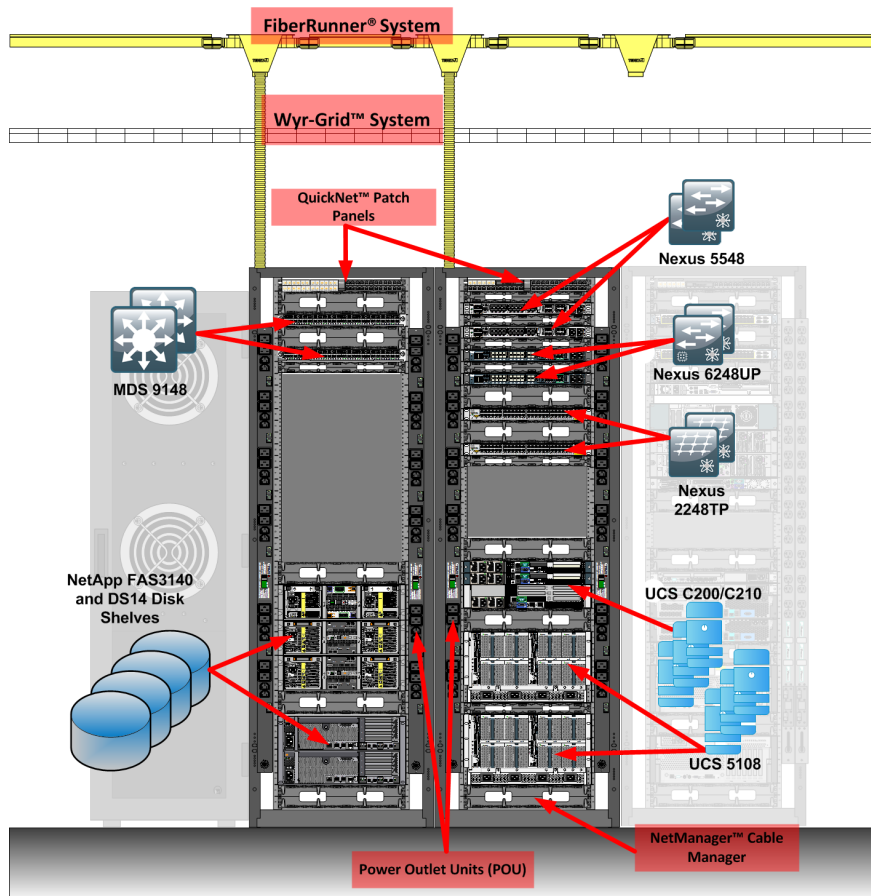 FiberRunner® System
Wyr-Grid™ System
QuickNet™ Patch
Panels
Nexus 5548
MDS 9148
Nexus 6248UP
Nexus
2248TP
NetApp FAS3140
and DS14 Disk
Shelves
UCS C200/C210
UCS 5108
NetManager™ Cable
Manager
Power Outlet Units (POU)